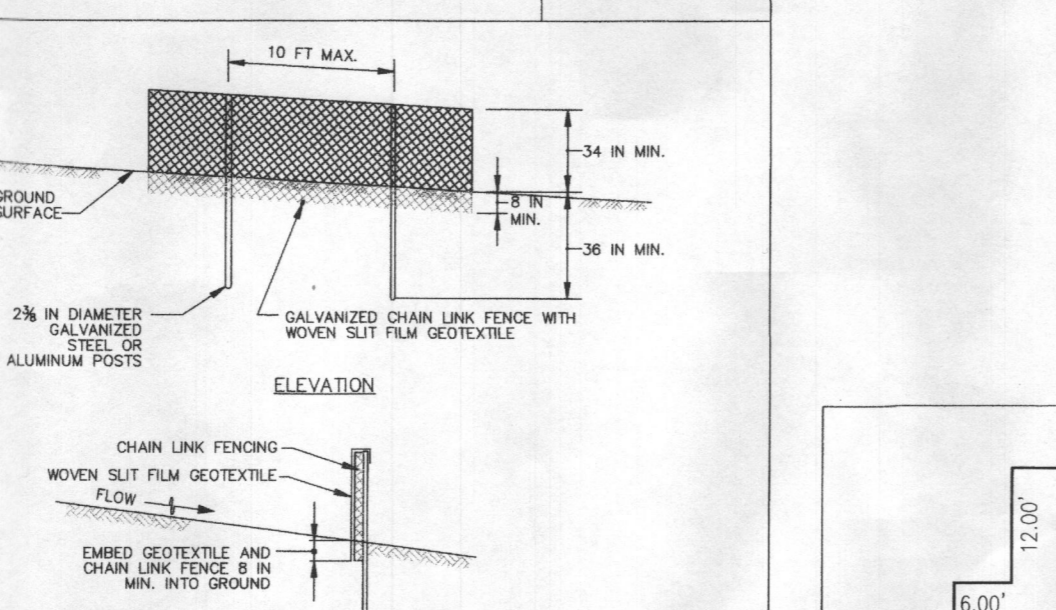 10 FT MAX.
34 IN MIN.
GROUND
SURFACE
8 IN
MIN.
36 IN MIN.
2⅜ IN DIAMETER
GALVANIZED
STEEL OR
ALUMINUM POSTS
GALVANIZED CHAIN LINK FENCE WITH
WOVEN SLIT FILM GEOTEXTILE
ELEVATION
CHAIN LINK FENCING
WOVEN SLIT FILM GEOTEXTILE
FLOW
EMBED GEOTEXTILE AND
CHAIN LINK FENCE 8 IN
MIN. INTO GROUND
12.00'
6.00'